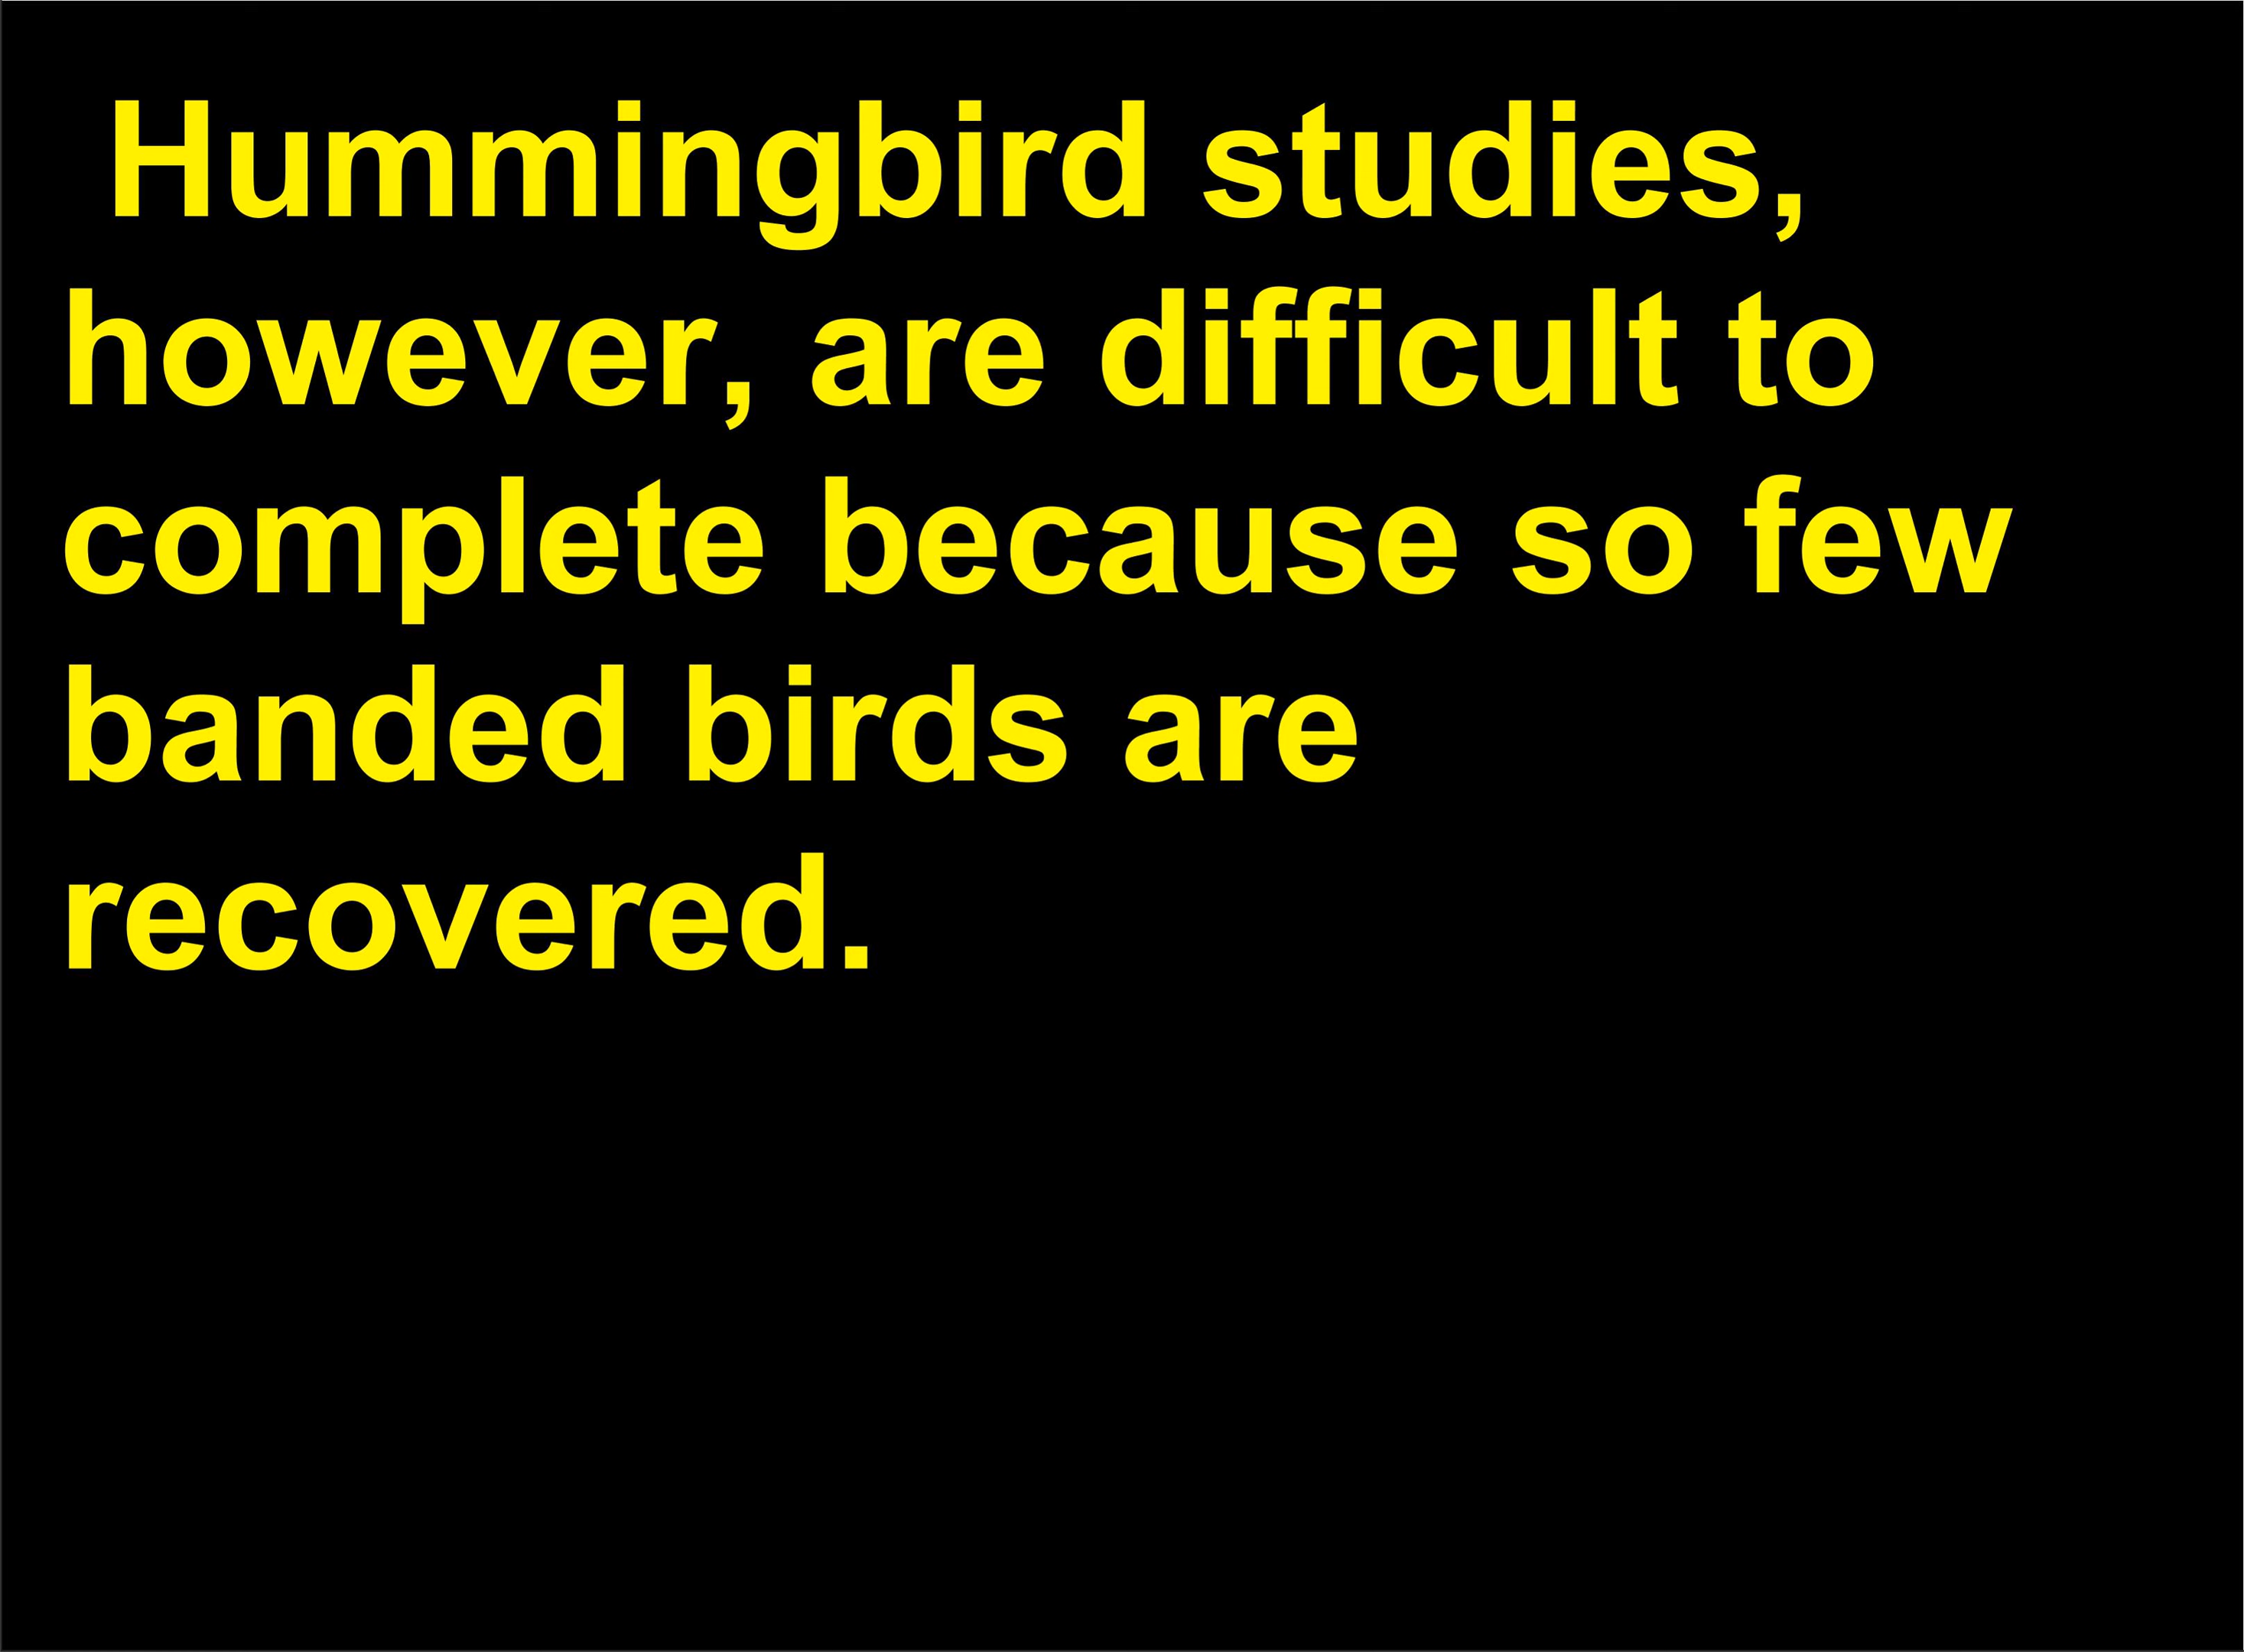 Hummingbird studies,
however, are difficult to
complete because so few
banded birds are
recovered.